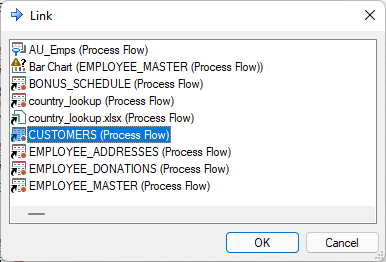 Link
AU_Emps (Process Flow)
Bar Chart (EMPLOYEE_MASTER (Process Flow))
BONUS_SCHEDULE (Process Flow)
country_lookup (Process Flow)
country_lookup.xlsx (Process Flow)
CUSTOMERS (Process Flow)
EMPLOYEE_ADDRESSES (Process Flow)
EMPLOYEE_DONATIONS (Process Flow)
EMPLOYEE_MASTER (Process Flow)
OK Cancel